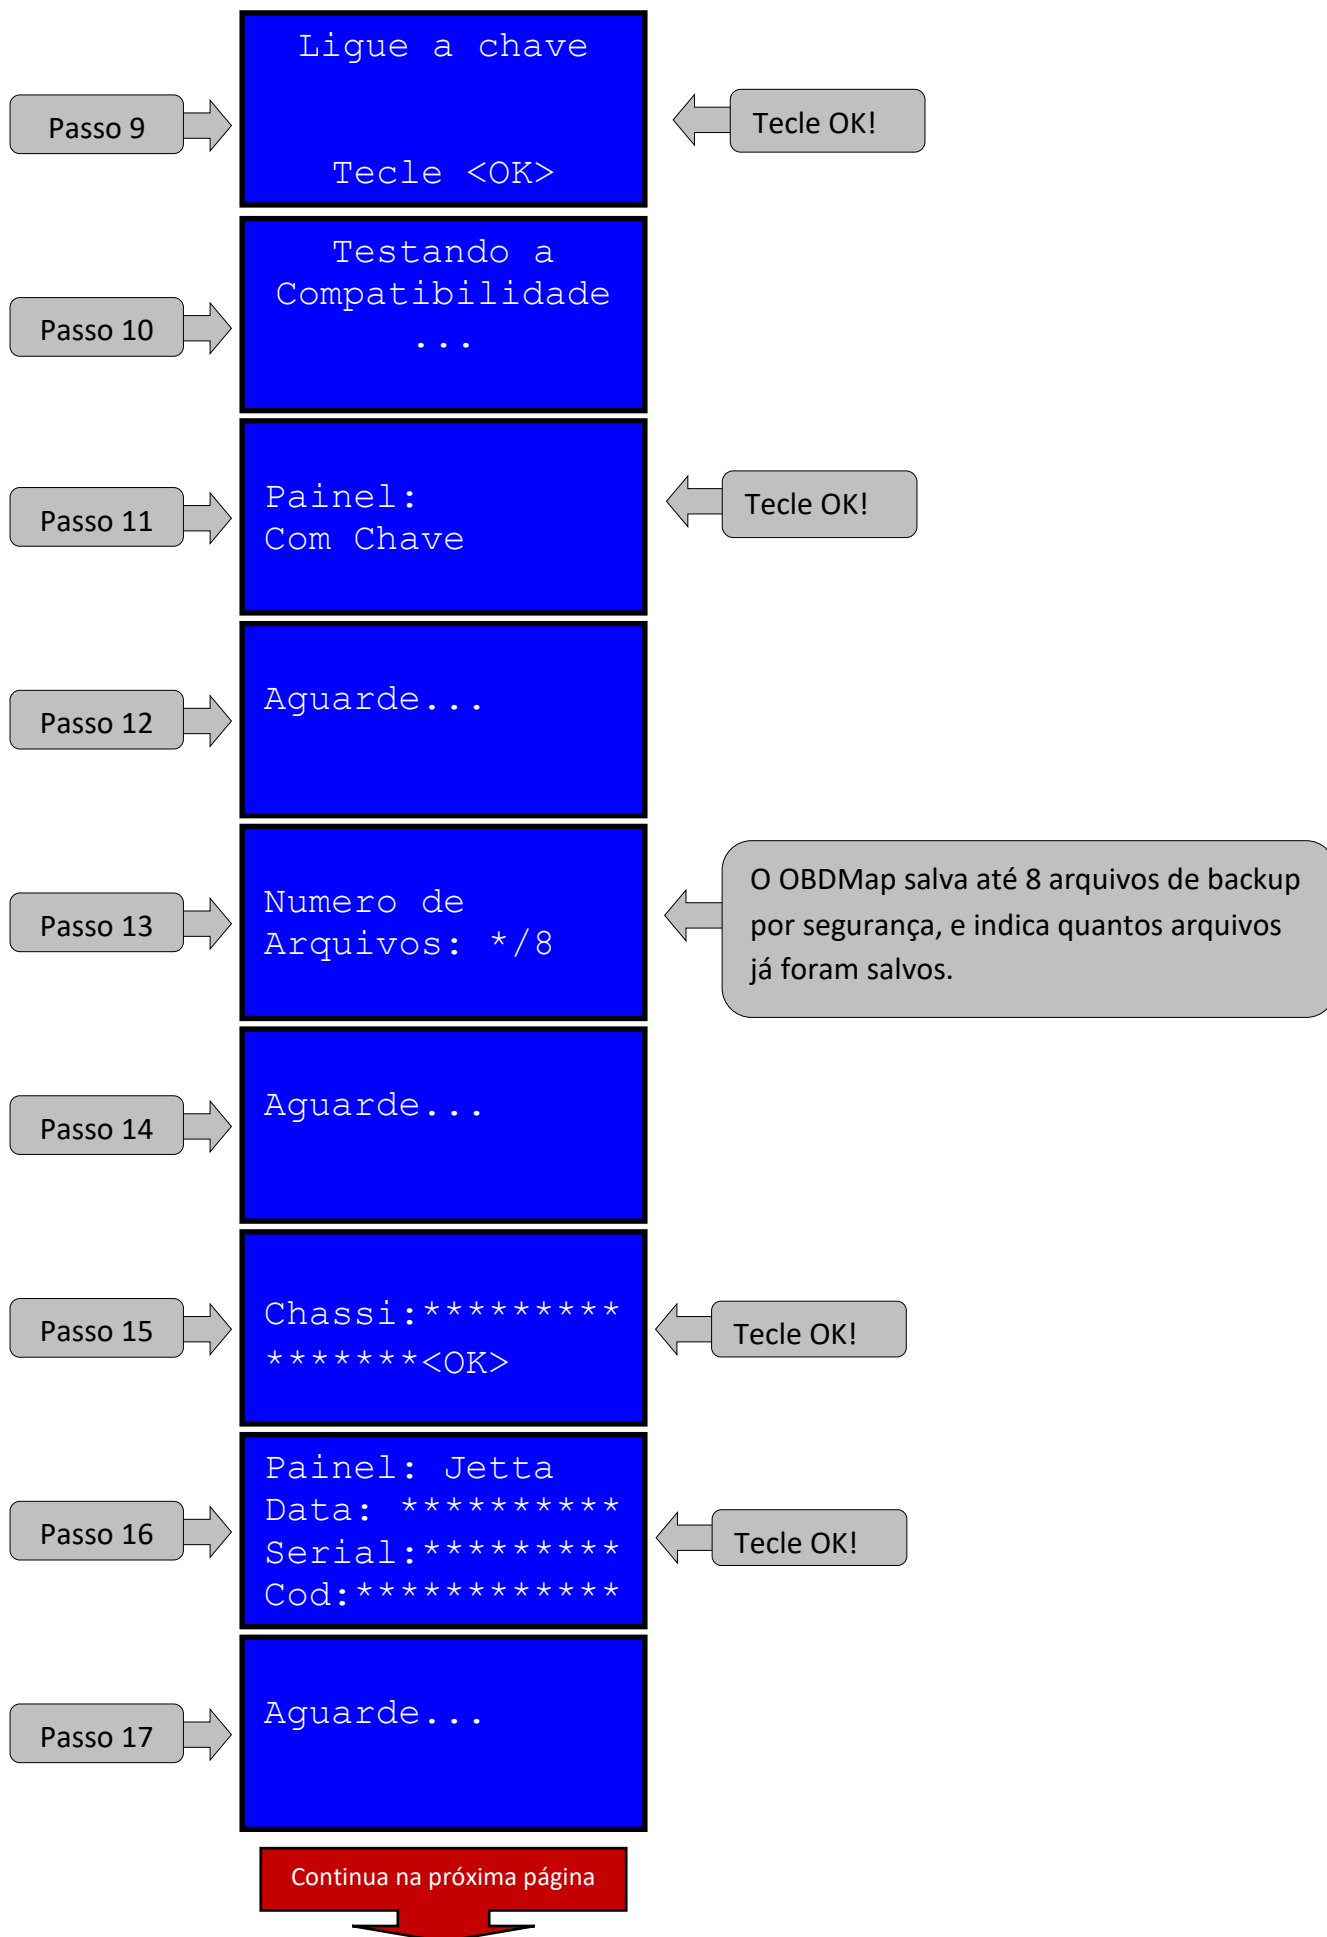 Ligue a chave
Passo 9
Tecle OK!
Tecle <OK>
Testando a
Compatibilidade
...
Passo 10
Painel:
Com Chave
Passo 11
Tecle OK!
Aguarde...
Passo 12
Numero de
Arquivos: */8
Passo 13
O OBDMap salva até 8 arquivos de backup
por segurança, e indica quantos arquivos
já foram salvos.
Aguarde...
Passo 14
Chassi:*********
*******<OK>
Passo 15
Tecle OK!
Painel: Jetta
Data: **********
Serial:*********
Cod:************
Passo 16
Tecle OK!
Aguarde...
Passo 17
Continua na próxima página